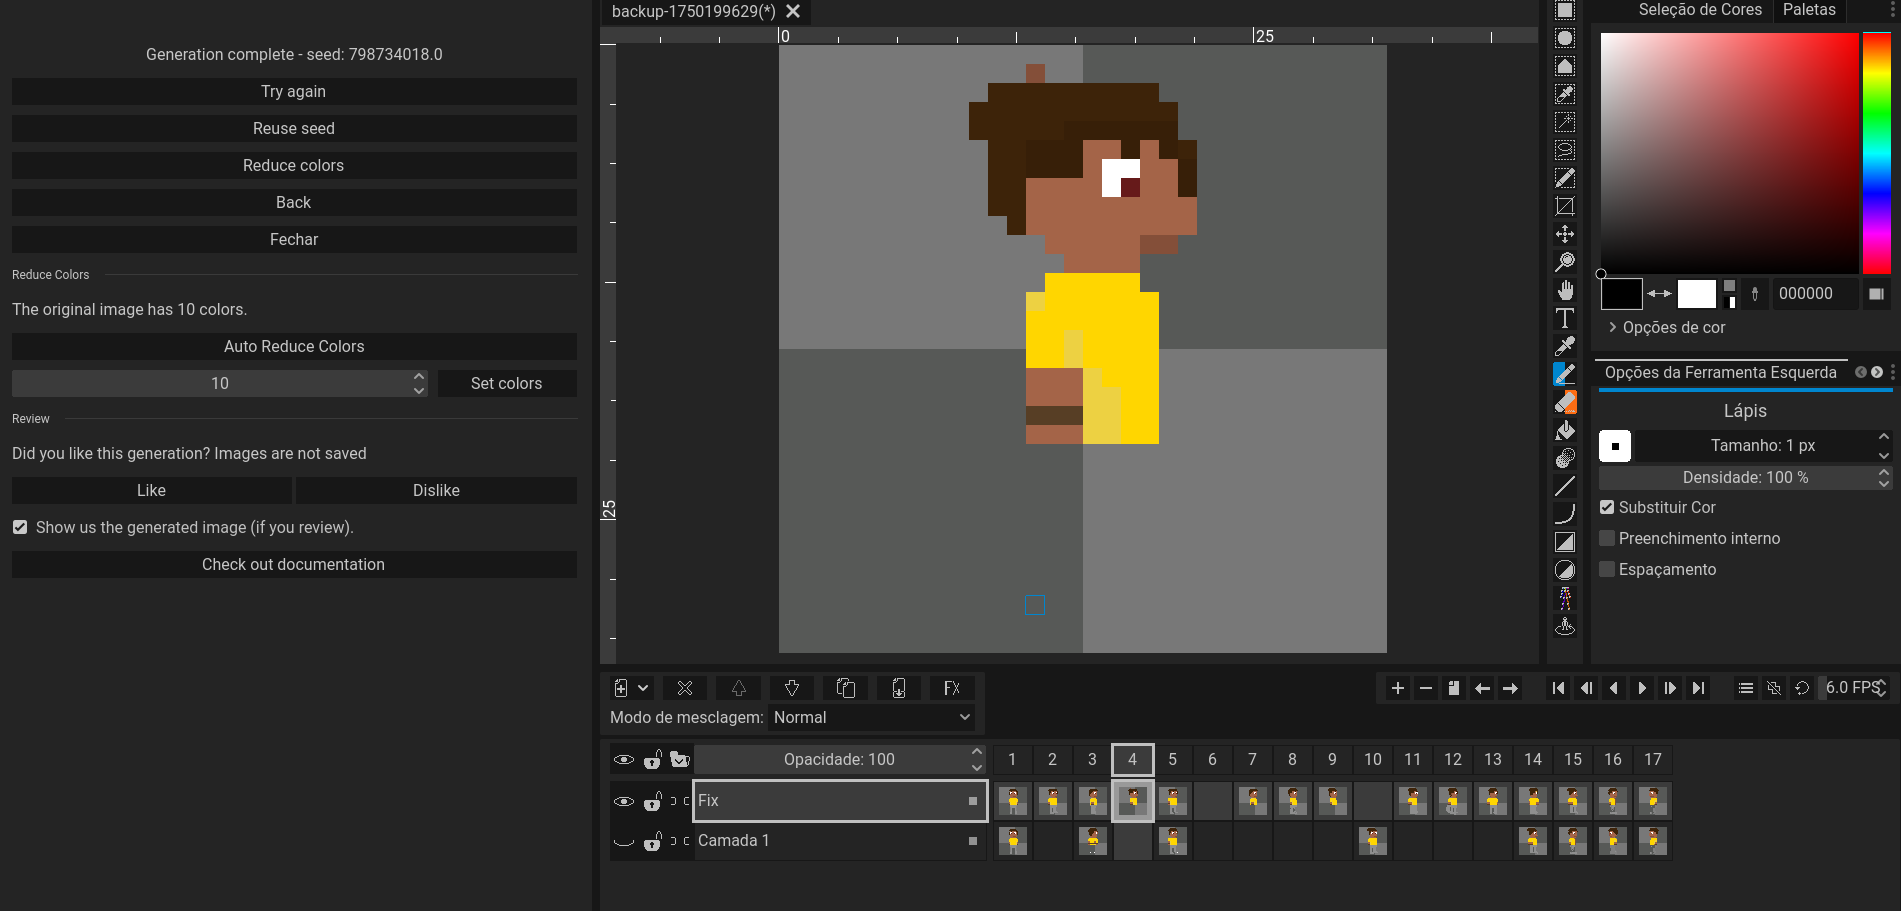 backup-1750199629(*)
Seleção de Cores
Paletas
0
25
25
Generation complete - seed: 798734018.0
Try again
Reuse seed
Reduce colors
Back
Fechar
Reduce Colors
The original image has 10 colors.
Auto Reduce Colors
10
Set colors
Review
Did you like this generation? Images are not saved
Like
Dislike
Show us the generated image (if you review).
Check out documentation
000000
Opções de cor
Opções da Ferramenta Esquerda
Lápis
Tamanho: 1 px
Densidade: 100 %
Substituir Cor
Preenchimento interno
Espaçamento
FX
6.0 FPS
Modo de mesclagem:
Normal
Opacidade: 100
1 2 3 4 5 6 7 8 9 10 11 12 13 14 15 16 17
Fix
Camada 1